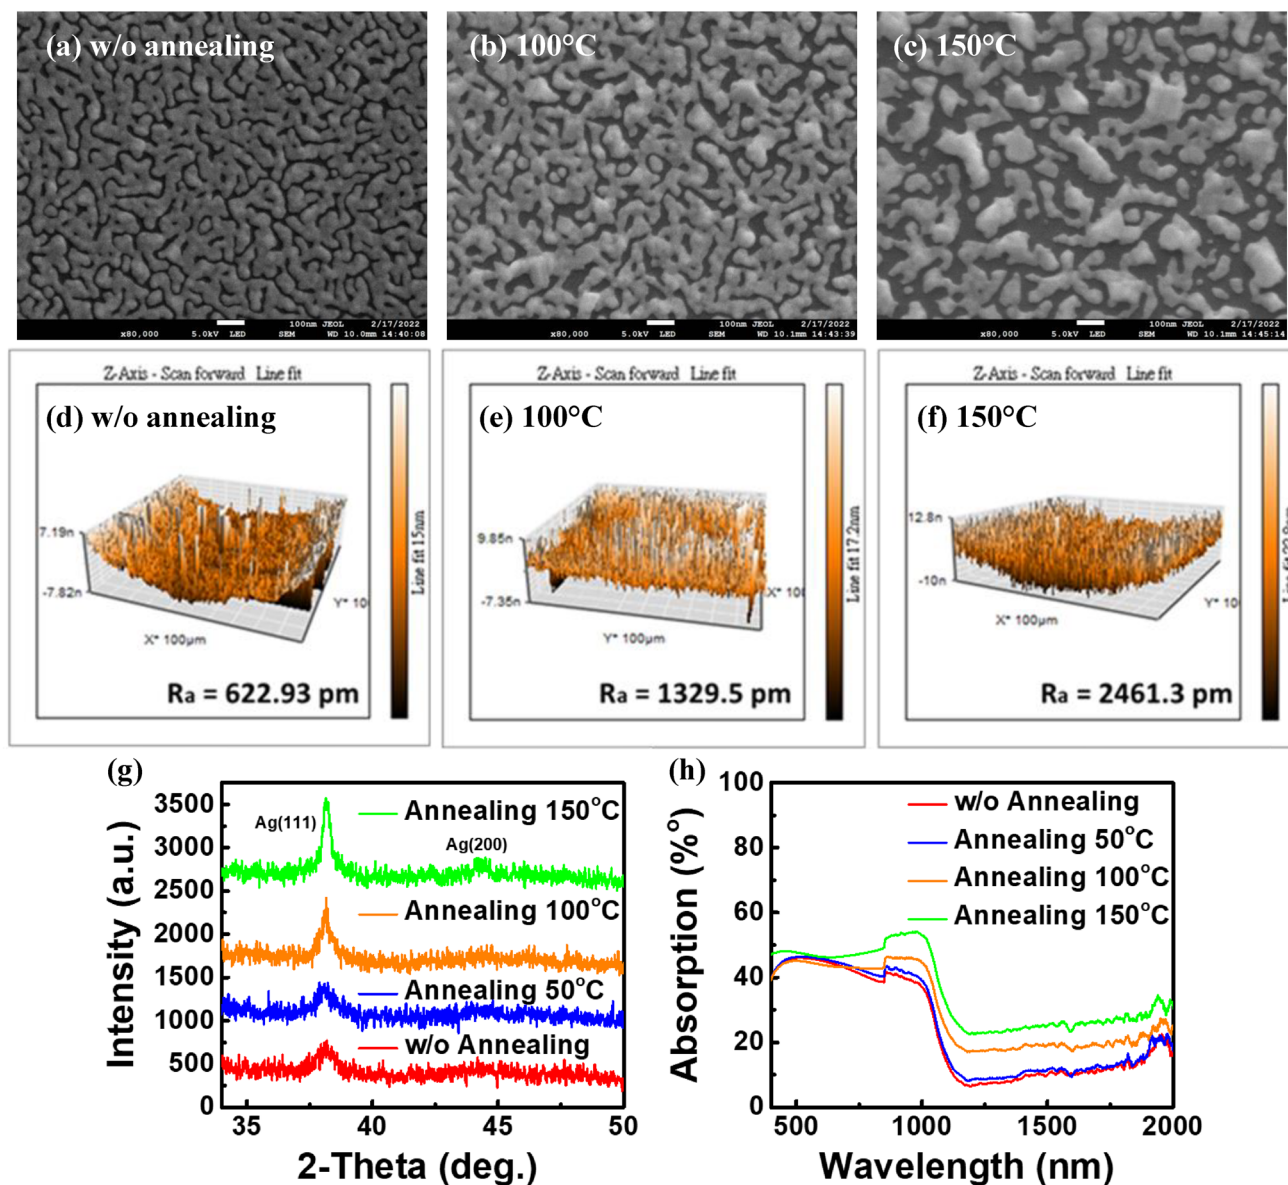 (a) w/o annealing
(b) 100°C
(c) 150°C
100nm JEOL 2/17/2022
x80,000 5.0kV LED SEM WD 10.0mm 14:40:08
100nm JEOL 2/17/2022
x80,000 5.0kV LED SEM WD 10.1mm 14:43:39
100nm JEOL 2/17/2022
x80,000 5.0kV LED SEM WD 10.1mm 14:45:14
Z-Axis - Scan forward Line fit
(d) w/o annealing
7.19n
-7.82n
X* 100µm
Y* 10
Line fit 15nm
Ra = 622.93 pm
Z-Axis - Scan forward Line fit
(e) 100°C
9.85n
-7.35n
Y* 100µm
X* 10
Line fit 17.2nm
Ra = 1329.5 pm
Z-Axis - Scan forward Line fit
(f) 150°C
12.8n
-10n
X* 100µm
Y* 10
Ra = 2461.3 pm
(g)
Intensity (a.u.)
3500
3000
2500
2000
1500
1000
500
0
Ag(111)
Ag(200)
Annealing 150°C
Annealing 100°C
Annealing 50°C
w/o Annealing
35 40 45 50
2-Theta (deg.)
(h)
Absorption (%°)
100
80
60
40
20
0
w/o Annealing
Annealing 50°C
Annealing 100°C
Annealing 150°C
500 1000 1500 2000
Wavelength (nm)